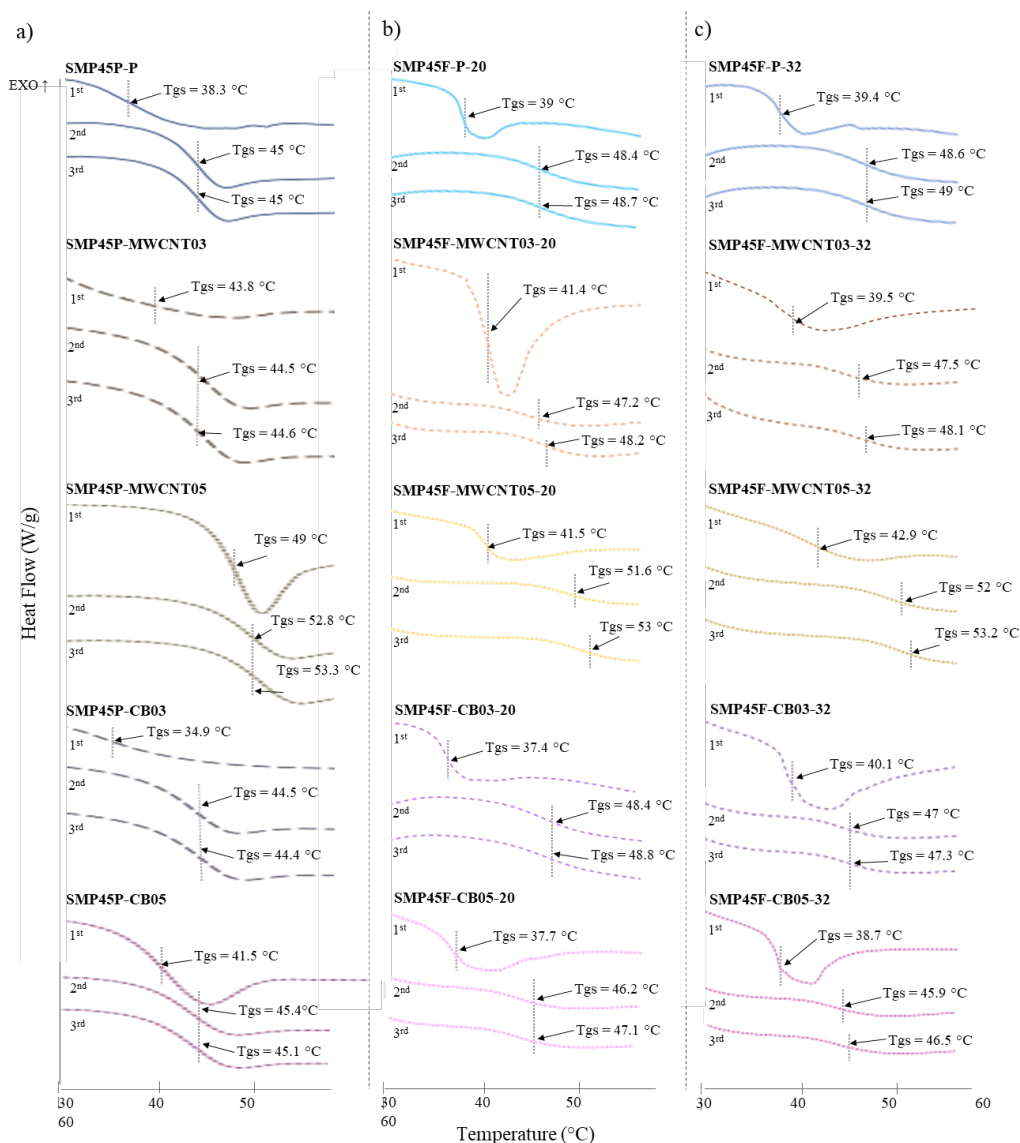 a)
EXO ↑
SMP45P-P
1st
Tgs = 38.3 °C
2nd
Tgs = 45 °C
3rd
Tgs = 45 °C
SMP45P-MWCNT03
1st
Tgs = 43.8 °C
2nd
Tgs = 44.5 °C
3rd
Tgs = 44.6 °C
SMP45P-MWCNT05
1st
Tgs = 49 °C
2nd
Tgs = 52.8 °C
3rd
Tgs = 53.3 °C
SMP45P-CB03
1st
Tgs = 34.9 °C
2nd
Tgs = 44.5 °C
3rd
Tgs = 44.4 °C
SMP45P-CB05
1st
Tgs = 41.5 °C
2nd
Tgs = 45.4°C
3rd
Tgs = 45.1 °C
30 40 50
60
b)
SMP45F-P-20
1st
Tgs = 39 °C
2nd
Tgs = 48.4 °C
3rd
Tgs = 48.7 °C
SMP45F-MWCNT03-20
1st
Tgs = 41.4 °C
2nd
Tgs = 47.2 °C
3rd
Tgs = 48.2 °C
SMP45F-MWCNT05-20
1st
Tgs = 41.5 °C
2nd
Tgs = 51.6 °C
3rd
Tgs = 53 °C
SMP45F-CB03-20
1st
Tgs = 37.4 °C
2nd
Tgs = 48.4 °C
3rd
Tgs = 48.8 °C
SMP45F-CB05-20
1st
Tgs = 37.7 °C
2nd
Tgs = 46.2 °C
3rd
Tgs = 47.1 °C
30 40 50
60
c)
SMP45F-P-32
1st
Tgs = 39.4 °C
2nd
Tgs = 48.6 °C
3rd
Tgs = 49 °C
SMP45F-MWCNT03-32
1st
Tgs = 39.5 °C
2nd
Tgs = 47.5 °C
3rd
Tgs = 48.1 °C
SMP45F-MWCNT05-32
1st
Tgs = 42.9 °C
2nd
Tgs = 52 °C
3rd
Tgs = 53.2 °C
SMP45F-CB03-32
1st
Tgs = 40.1 °C
2nd
Tgs = 47 °C
3rd
Tgs = 47.3 °C
SMP45F-CB05-32
1st
Tgs = 38.7 °C
2nd
Tgs = 45.9 °C
3rd
Tgs = 46.5 °C
30 40 50 60
Heat Flow (W/g)
Temperature (°C)